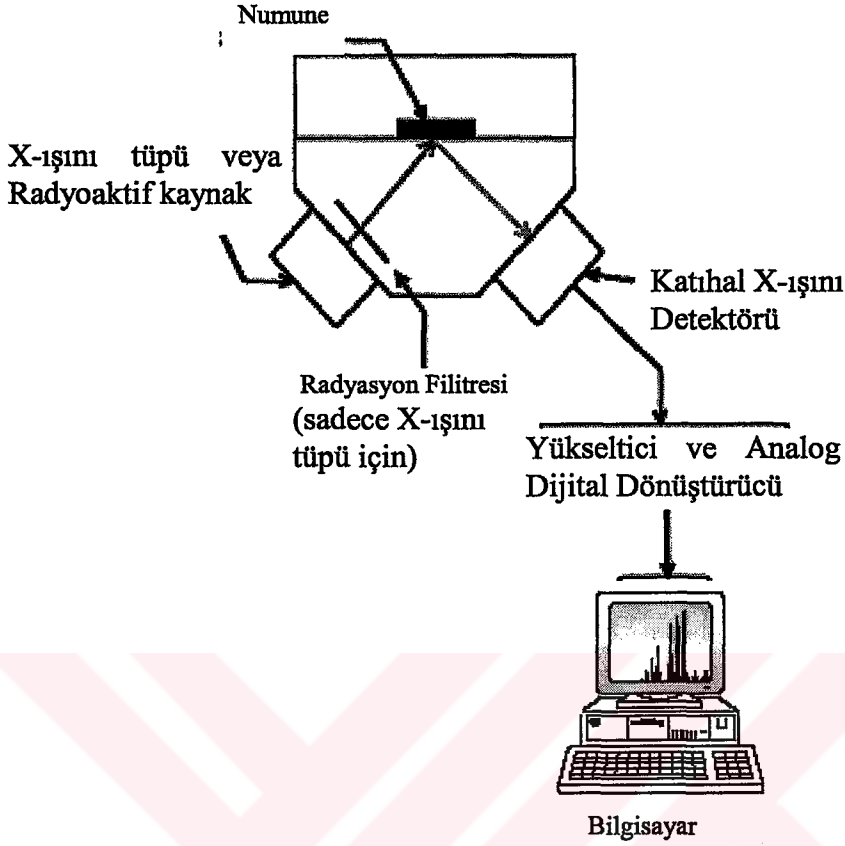 Numune
X-ışını tüpü veya
Radyoaktif kaynak
Katıhal X-ışını
Detektörü
Radyasyon Filitresi
(sadece X-ışını
tüpü için)
Yükseltici ve Analog
Dijital Dönüştürücü
Bilgisayar